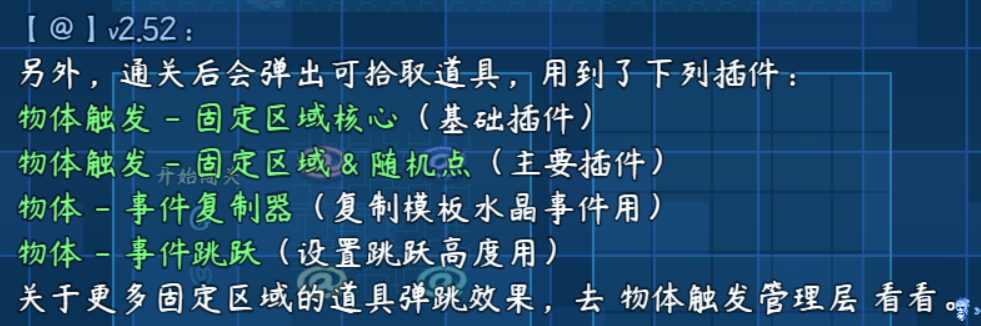 【@】v2.52：
另外，通关后会弹出可拾取道具，用到了下列插件：
物体触发 - 固定区域核心（基础插件）
物体触发 - 固定区域 & 随机点（主要插件）
开始闯关
物体 - 事件复制器（复制模板水晶事件用）
物体 - 事件跳跃（设置跳跃高度用）
关于更多固定区域的道具弹跳效果，去 物体触发管理层 看看。